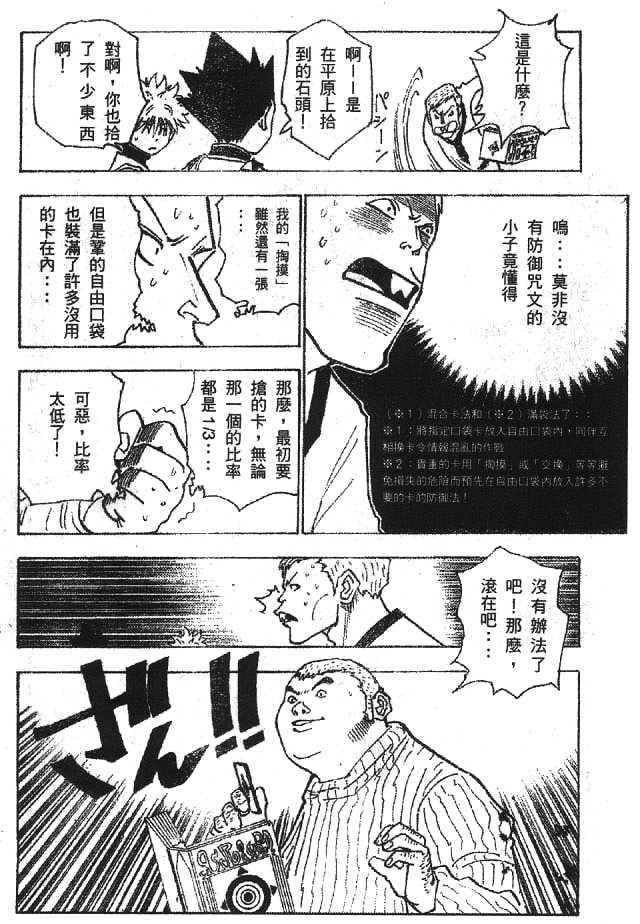 這是什麼?
啊──是
在平原上拾
到的石頭!
對啊,你也拾
了不少東西
啊!
ペシーン
嗚‥莫非沒
有防御咒文的
小子竟懂得
(※1)混合卡法和(※2)滿袋法了‥‥
※1:將指定口袋卡放入自由口袋內,同伴互
相換卡令情報混亂的作戰
※2:貴重的卡用「掏摸」或「交換」等等避
免損失的危險而預先在自由口袋內放入許多不
要的卡的防御法!
我的「掏摸」
雖然還有一張
‥‥
但是鞏的自由口袋
也裝滿了許多沒用
的卡在內‥‥
那麼,最初要
搶的卡,無論
那一個的比率
都是1/3‥‥
可惡,比率
太低了!
沒有辦法了
吧!那麼,
滾在吧‥‥
ざん!!